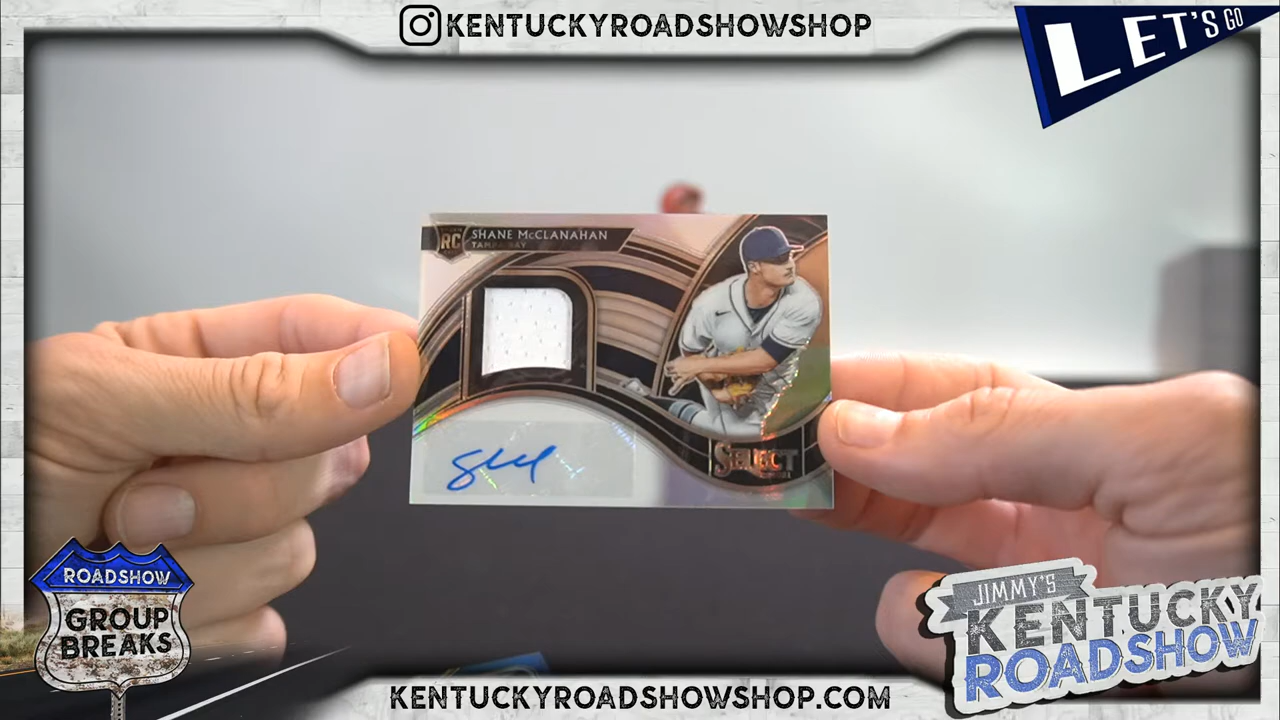 KENTUCKYROADSHOWSHOP
LET'S GO
RC
SHANE McCLANAHAN
TAMPA BAY
SELECT
ROADSHOW
GROUP
BREAKS
JIMMY'S
KENTUCKY
ROADSHOW
KENTUCKYROADSHOWSHOP.COM